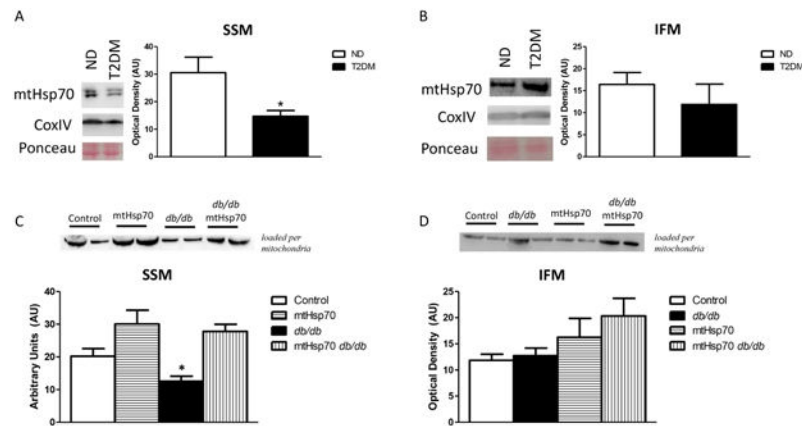 A
SSM
ND
T2DM
mtHsp70
CoxIV
Ponceau
Optical Density (AU)
40
30
20
10
0
*
ND
T2DM
B
IFM
ND
T2DM
mtHsp70
CoxIV
Ponceau
Optical Density (AU)
25
20
15
10
5
0
ND
T2DM
C
Control
mtHsp70
db/db
db/db
mtHsp70
loaded per
mitochondria
SSM
Arbitrary Units (AU)
40
30
20
10
0
*
Control
mtHsp70
db/db
mtHsp70 db/db
D
Control
db/db
mtHsp70
db/db
mtHsp70
loaded per
mitochondria
IFM
Optical Density (AU)
25
20
15
10
5
0
Control
db/db
mtHsp70
mtHsp70 db/db